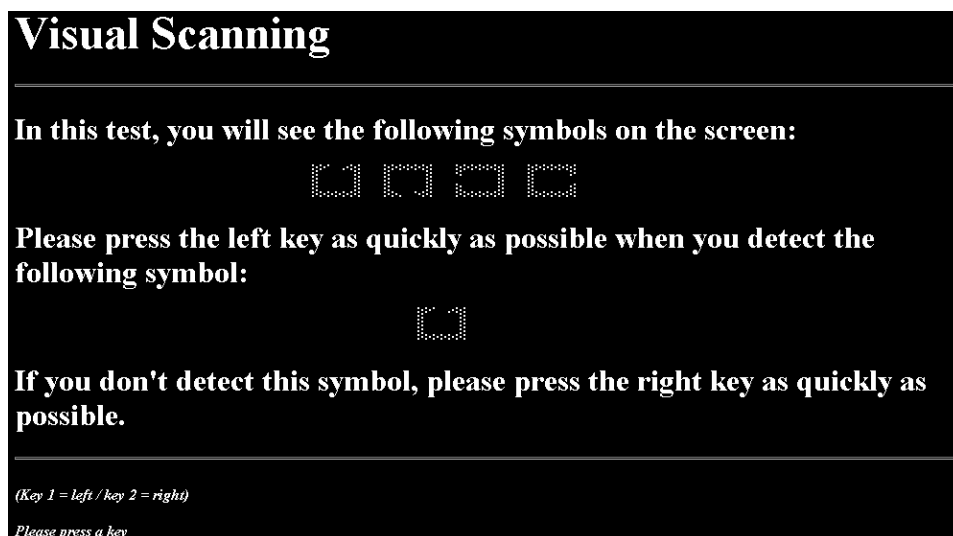 Visual Scanning
In this test, you will see the following symbols on the screen:
Please press the left key as quickly as possible when you detect the
following symbol:
If you don't detect this symbol, please press the right key as quickly as
possible.
(Key 1 = left / key 2 = right)
Please press a key